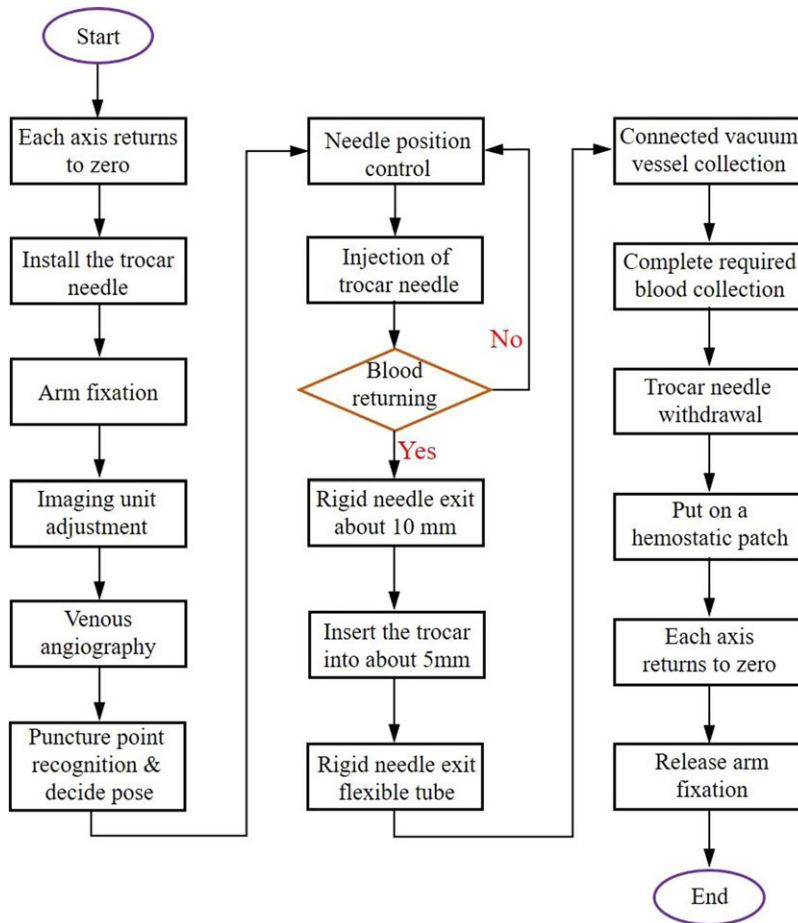 Start
Each axis returns
to zero
Install the trocar
needle
Arm fixation
Imaging unit
adjustment
Venous
angiography
Puncture point
recognition &
decide pose
Needle position
control
Injection of
trocar needle
Blood
returning
No
Yes
Rigid needle exit
about 10 mm
Insert the trocar
into about 5mm
Rigid needle exit
flexible tube
Connected vacuum
vessel collection
Complete required
blood collection
Trocar needle
withdrawal
Put on a
hemostatic patch
Each axis
returns to zero
Release arm
fixation
End